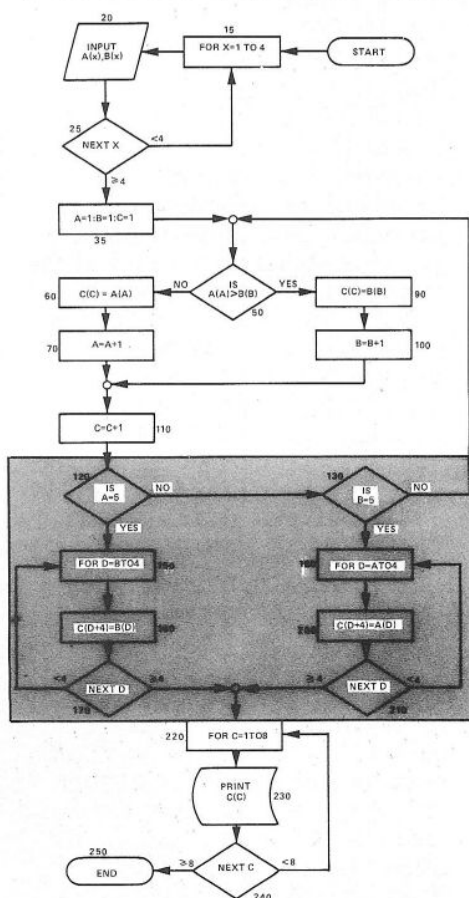 20
INPUT
A(x),B(x)
15
FOR X=1 TO 4
START
25
NEXT X
<4
≥4
A=1:B=1:C=1
35
IS
A(A)>B(B)
50
NO
YES
60
C(C) = A(A)
C(C)=B(B)
90
70
A=A+1
B=B+1
100
C=C+1
110
120
IS
A=5
NO
YES
130
IS
B=5
NO
YES
FOR D=BTO4
FOR D=ATO4
C(D+4)=B(D)
C(D+4)=A(D)
200
<4
NEXT D
≥4
170
≥4
NEXT D
<4
210
220
FOR C=1TO8
PRINT
C(C)
230
250
END
≥8
NEXT C
<8
240